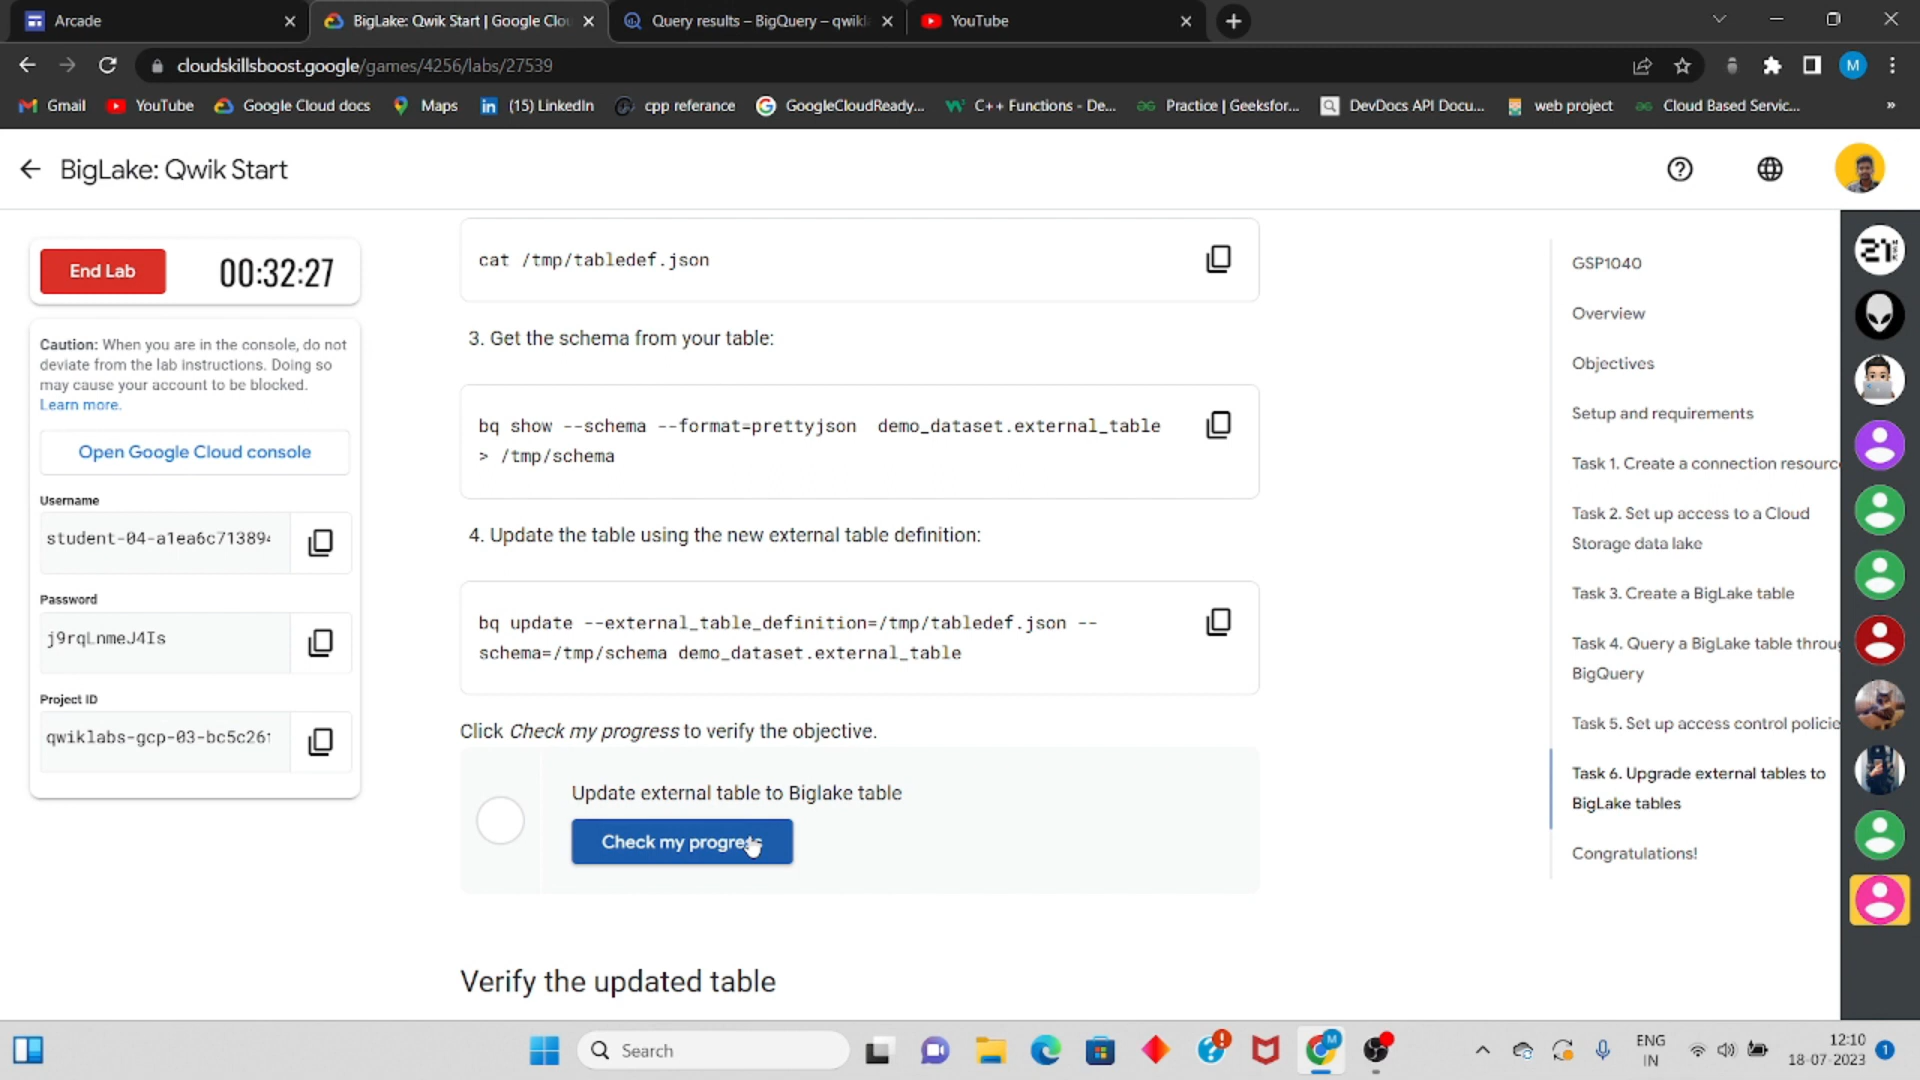 Arcade
BigLake: Qwik Start | Google Clo
Query results – BigQuery – qwikl
YouTube
cloudskillsboost.google/games/4256/labs/27539
M
Gmail
YouTube
Google Cloud docs
Maps
(15) LinkedIn
cpp referance
GoogleCloudReady...
C++ Functions - De...
Practice | Geeksfor...
DevDocs API Docu...
web project
Cloud Based Servic...
»
BigLake: Qwik Start
End Lab
00:32:27
Caution: When you are in the console, do not
deviate from the lab instructions. Doing so
may cause your account to be blocked.
Learn more.
Open Google Cloud console
Username
student-04-a1ea6c71389
Password
j9rqLnmeJ4Is
Project ID
qwiklabs-gcp-03-bc5c26
cat /tmp/tabledef.json
3. Get the schema from your table:
bq show --schema --format=prettyjson  demo_dataset.external_table
> /tmp/schema
4. Update the table using the new external table definition:
bq update --external_table_definition=/tmp/tabledef.json --
schema=/tmp/schema demo_dataset.external_table
Click Check my progress to verify the objective.
Update external table to Biglake table
Check my progress
Verify the updated table
GSP1040
Overview
Objectives
Setup and requirements
Task 1. Create a connection resourc
Task 2. Set up access to a Cloud
Storage data lake
Task 3. Create a BigLake table
Task 4. Query a BigLake table throu
BigQuery
Task 5. Set up access control policie
Task 6. Upgrade external tables to
BigLake tables
Congratulations!
21
Search
M
ENG
IN
12:10
18-07-2023
1